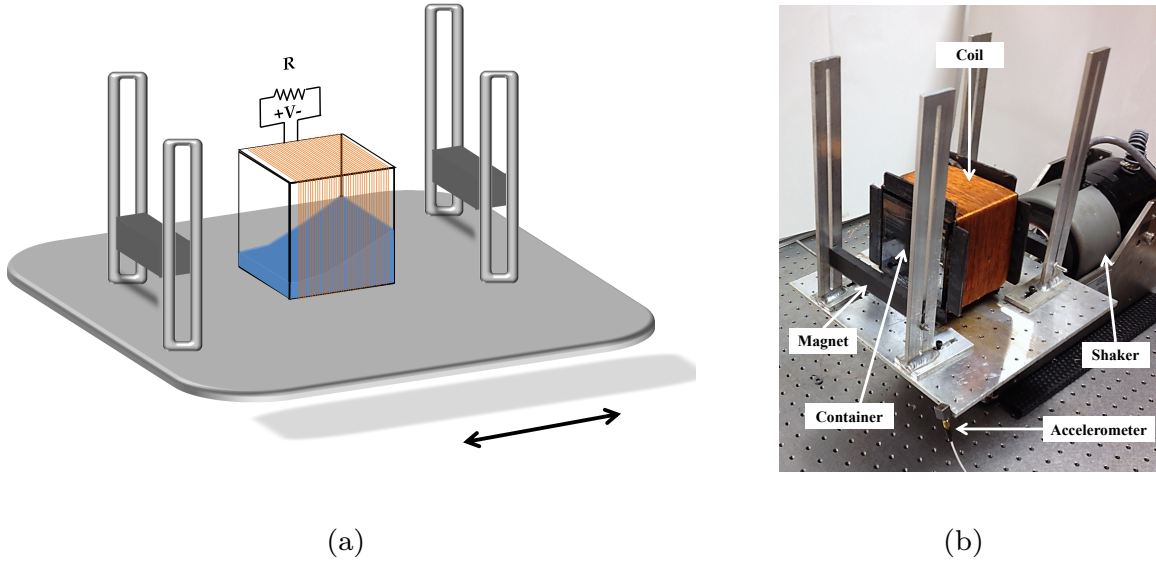 R
+V-
Coil
Magnet
Shaker
Container
Accelerometer
(a)
(b)